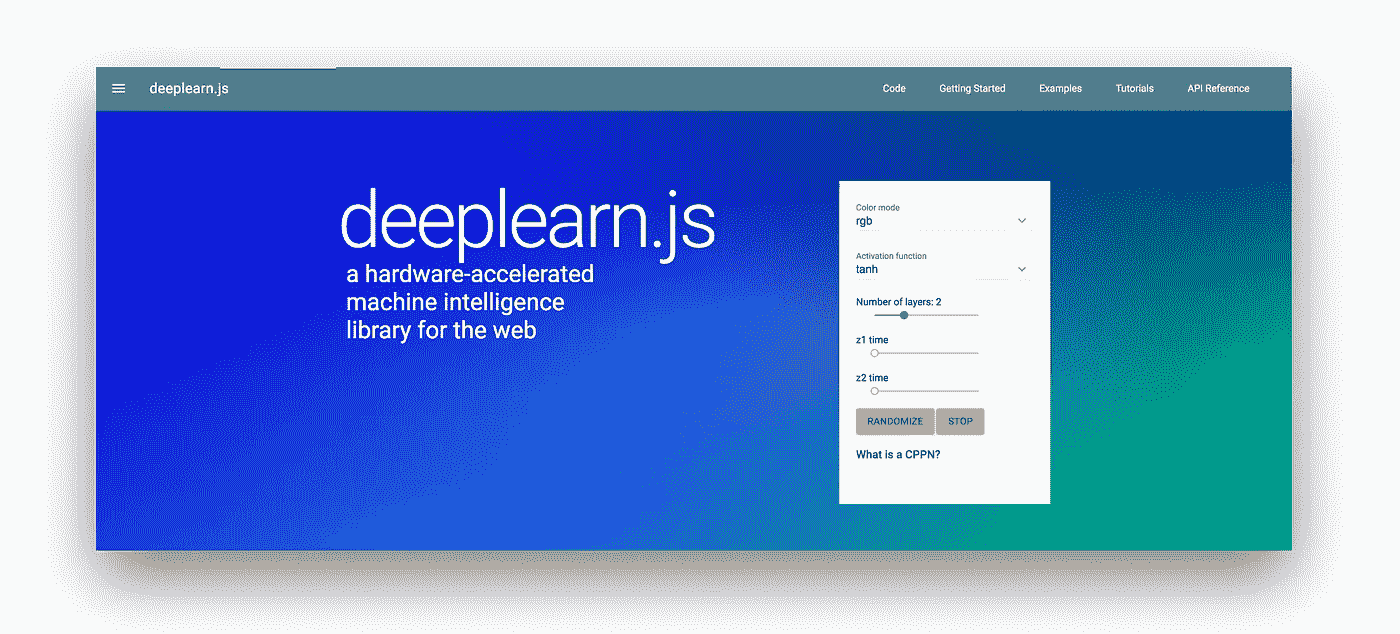 deeplearn.js
Code
Getting Started
Examples
Tutorials
API Reference
deeplearn.js
a hardware-accelerated
machine intelligence
library for the web
Color mode
rgb
Activation function
tanh
Number of layers: 2
z1 time
z2 time
RANDOMIZE
STOP
What is a CPPN?